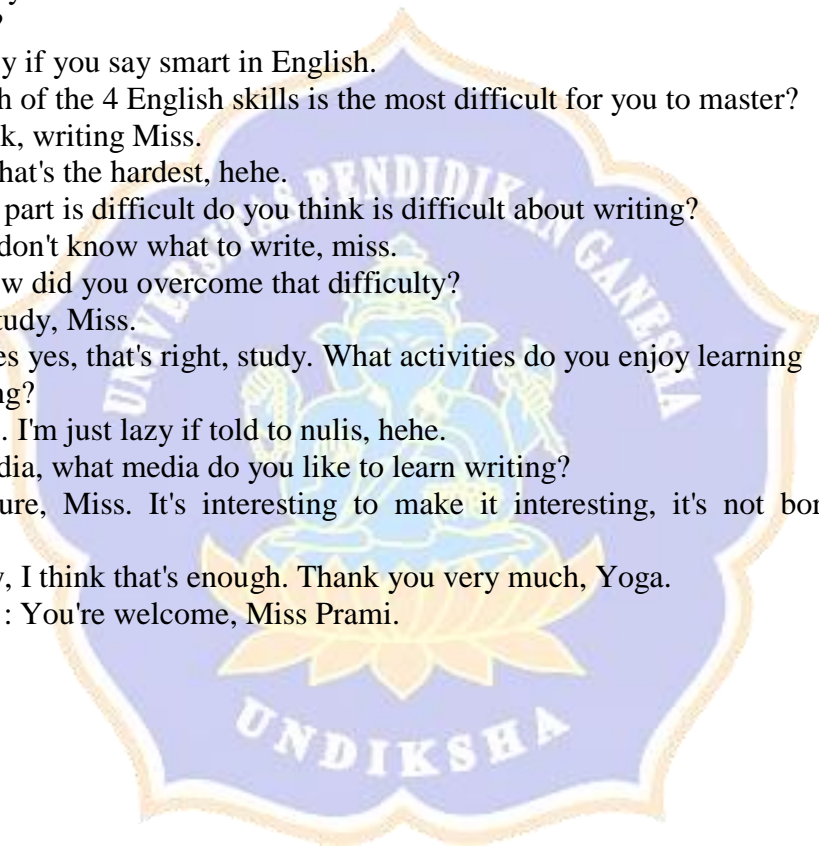 y if you say smart in English.
h of the 4 English skills is the most difficult for you to master?
k, writing Miss.
hat's the hardest, hehe.
part is difficult do you think is difficult about writing?
don't know what to write, miss.
w did you overcome that difficulty?
tudy, Miss.
es yes, that's right, study. What activities do you enjoy learning
ng?
. I'm just lazy if told to nulis, hehe.
dia, what media do you like to learn writing?
ure, Miss. It's interesting to make it interesting, it's not bor
, I think that's enough. Thank you very much, Yoga.
: You're welcome, Miss Prami.
UNIVERSITAS PENDIDIKAN GANESHA
UNDIKSHA